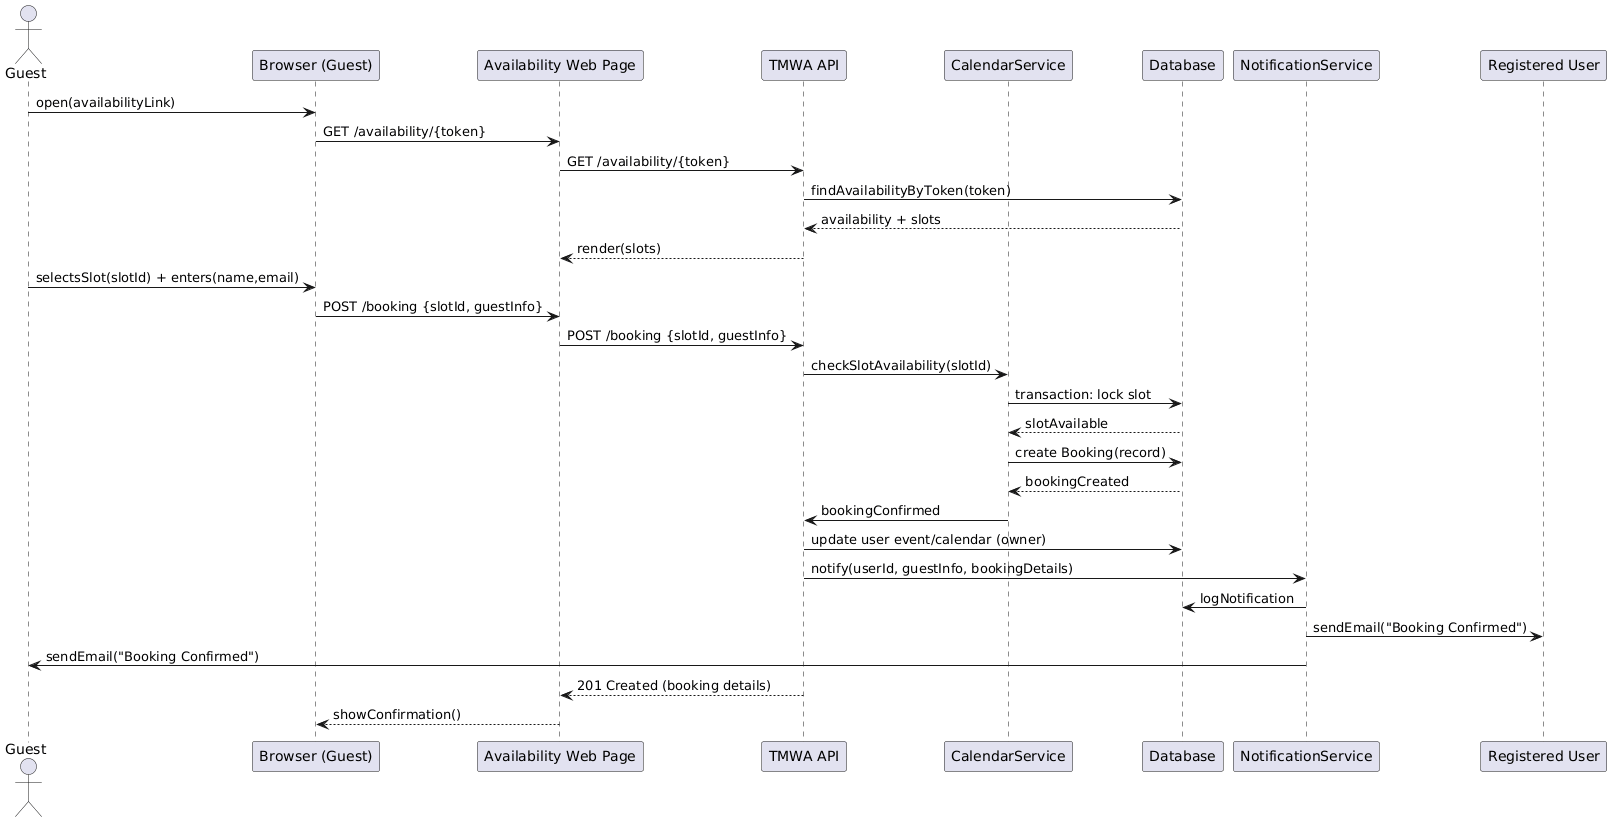 Guest
Browser (Guest)
Availability Web Page
TMWA API
CalendarService
Database
NotificationService
Registered User
open(availabilityLink)
GET /availability/{token}
GET /availability/{token}
findAvailabilityByToken(token)
availability + slots
render(slots)
selectsSlot(slotId) + enters(name,email)
POST /booking {slotId, guestInfo}
POST /booking {slotId, guestInfo}
checkSlotAvailability(slotId)
transaction: lock slot
slotAvailable
create Booking(record)
bookingCreated
bookingConfirmed
update user event/calendar (owner)
notify(userId, guestInfo, bookingDetails)
logNotification
sendEmail("Booking Confirmed")
sendEmail("Booking Confirmed")
201 Created (booking details)
showConfirmation()
Guest
Browser (Guest)
Availability Web Page
TMWA API
CalendarService
Database
NotificationService
Registered User